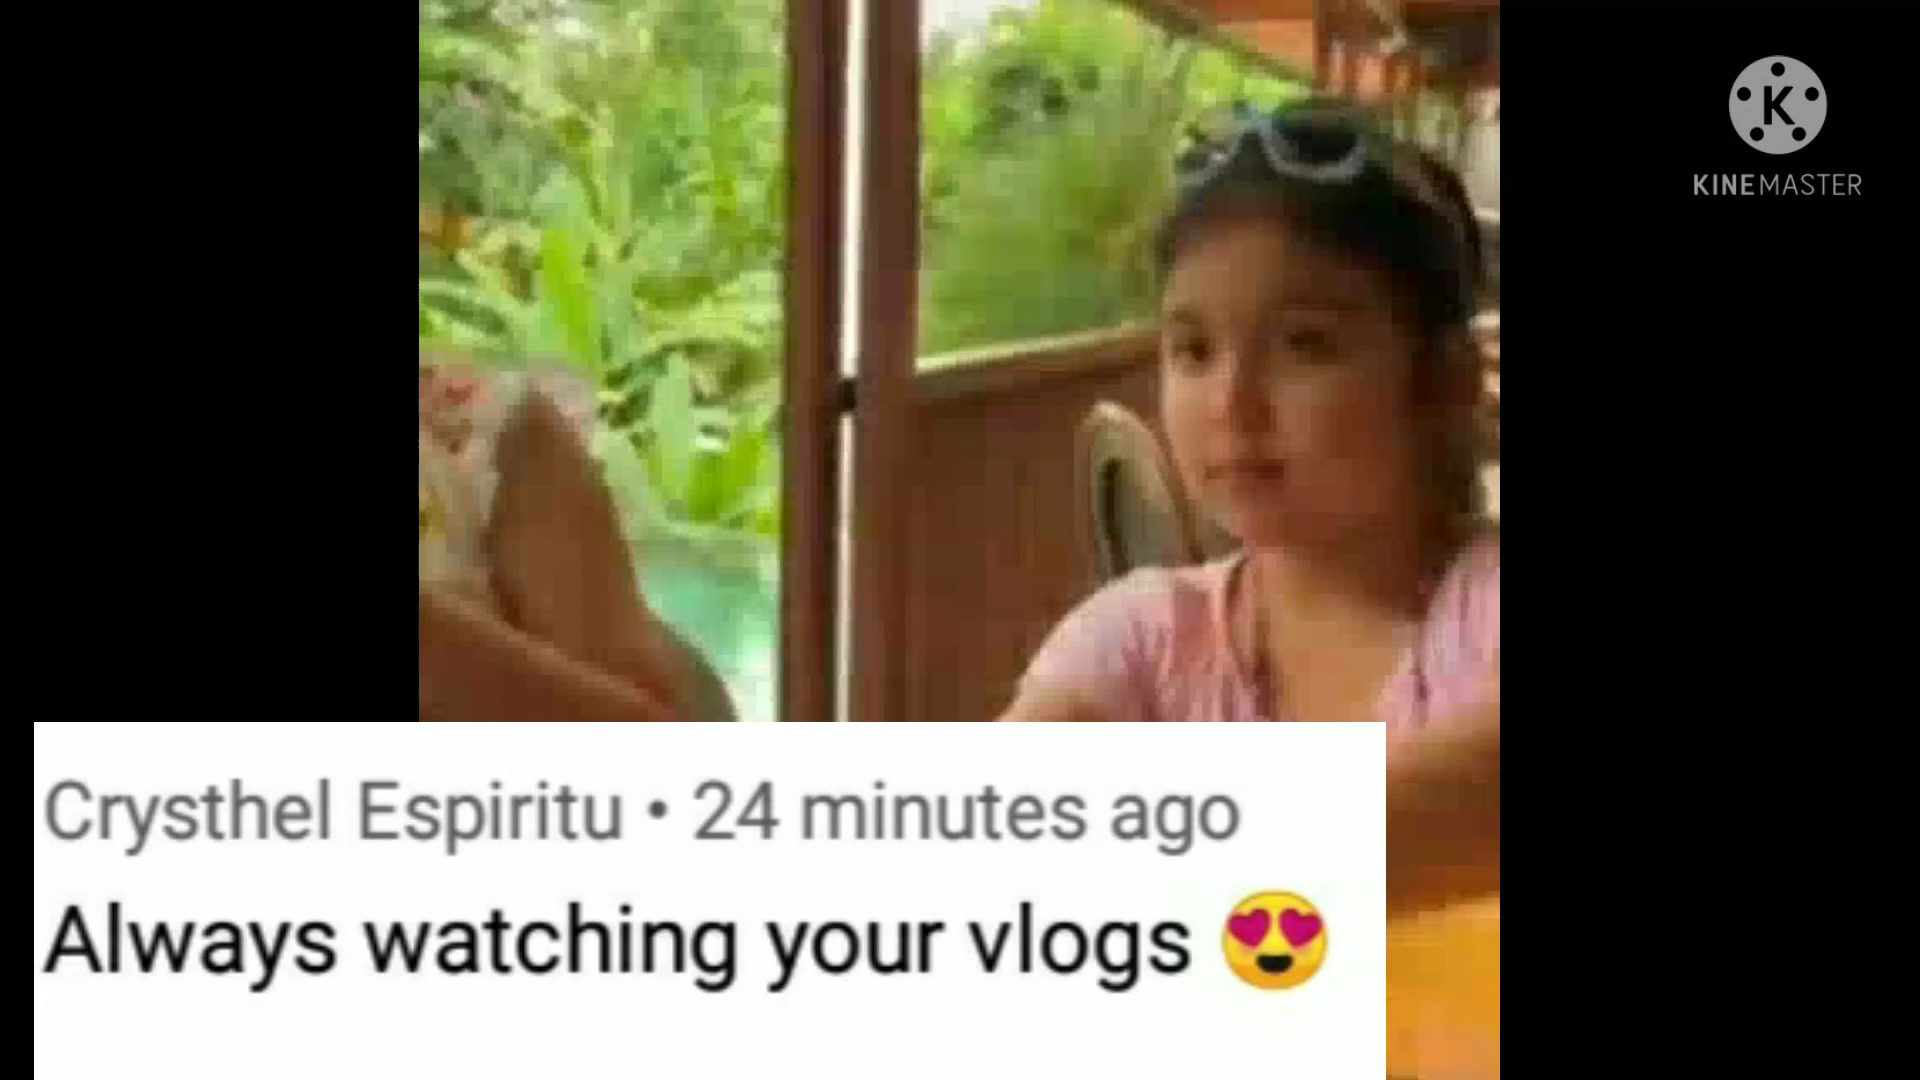 KINEMASTER
Crysthel Espiritu • 24 minutes ago
Always watching your vlogs 😍